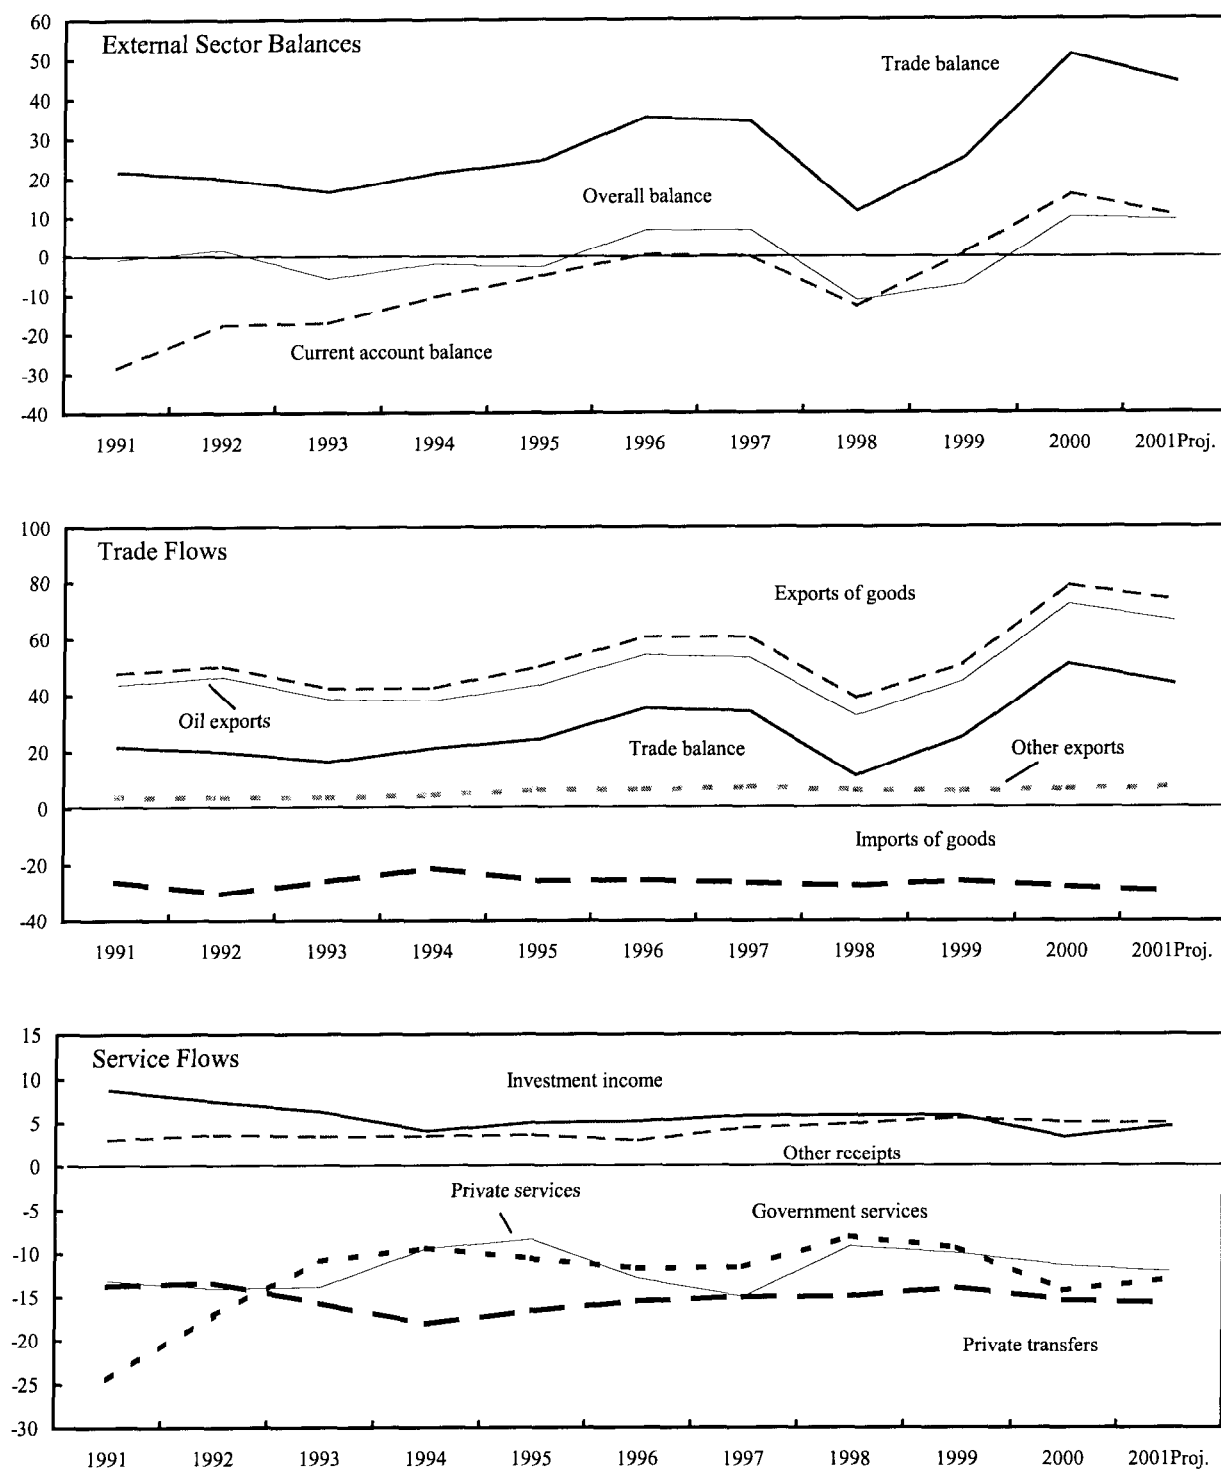 60
External Sector Balances
50
Trade balance
40
30
20
Overall balance
10
0
-10
-20
Current account balance
-30
-40
1991 1992 1993 1994 1995 1996 1997 1998 1999 2000 2001Proj.
100
Trade Flows
80
Exports of goods
60
40
Oil exports
20
Trade balance
Other exports
0
Imports of goods
-20
-40
1991 1992 1993 1994 1995 1996 1997 1998 1999 2000 2001Proj.
15
Service Flows
10
Investment income
5
Other receipts
0
Private services
-5
Government services
-10
-15
-20
Private transfers
-25
-30
1991 1992 1993 1994 1995 1996 1997 1998 1999 2000 2001Proj.